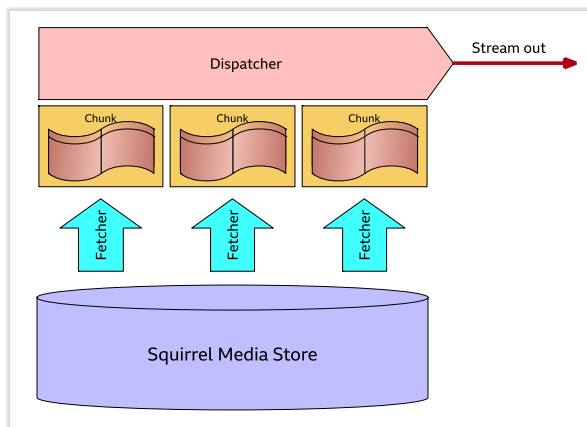 Dispatcher
Stream out
Chunk
Chunk
Chunk
Fetcher
Fetcher
Fetcher
Squirrel Media Store